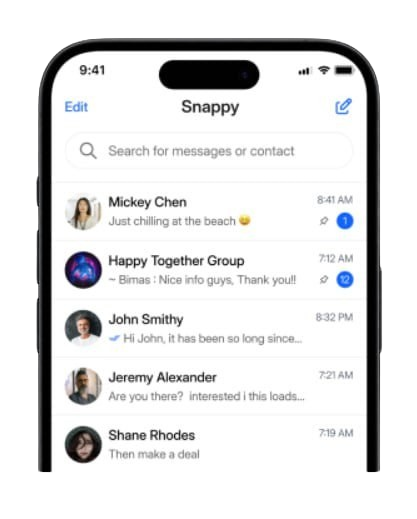 9:41
Edit
Snappy
Search for messages or contact
Mickey Chen
8:41 AM
Just chilling at the beach 😄
1
Happy Together Group
7:12 AM
~ Bimas : Nice info guys, Thank you!!
12
John Smithy
8:32 PM
Hi John, it has been so long since...
Jeremy Alexander
7:21 AM
Are you there? interested i this loads...
Shane Rhodes
7:19 AM
Then make a deal